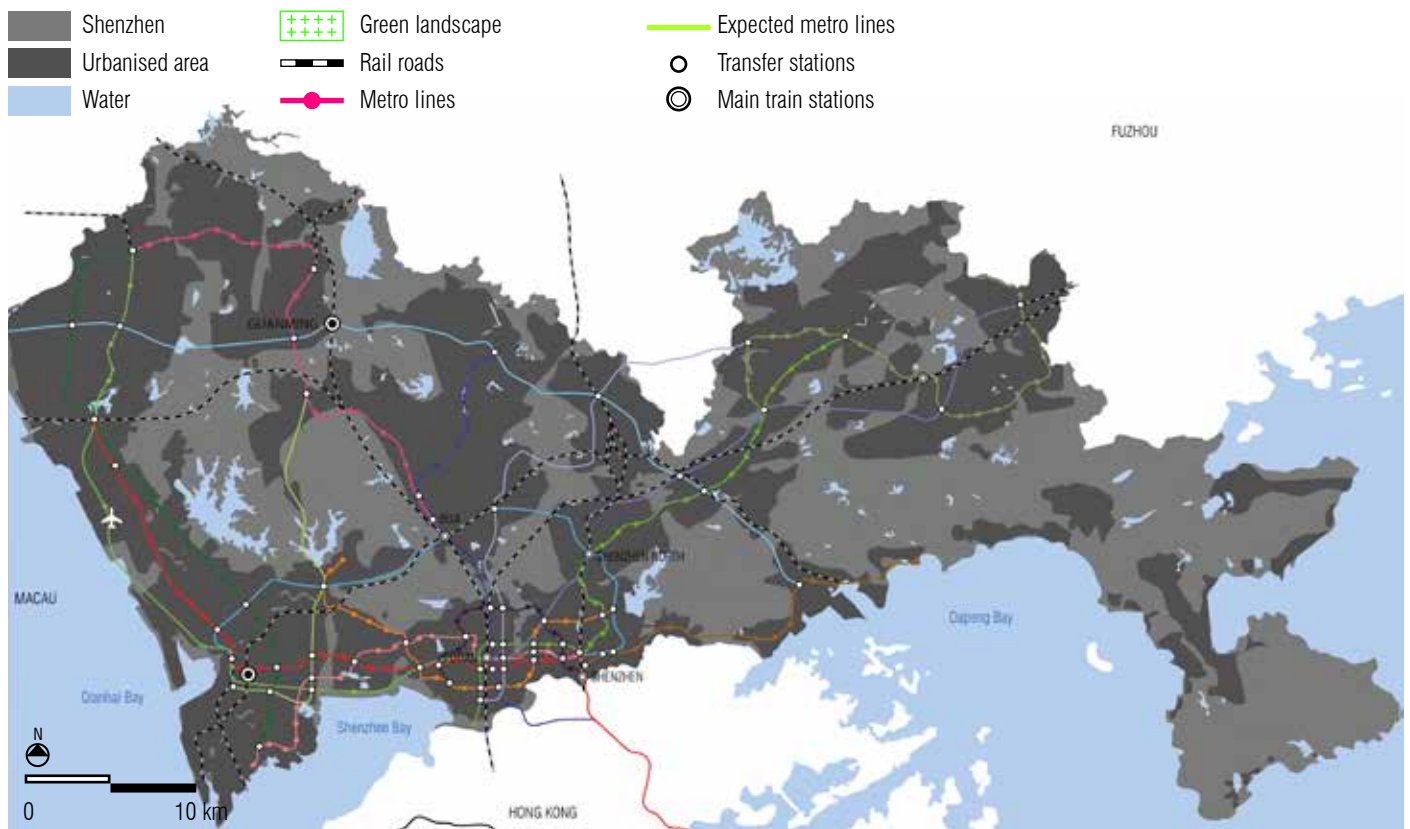 Shenzhen
Green landscape
Expected metro lines
Urbanised area
Rail roads
Transfer stations
Water
Metro lines
Main train stations
FUZHOU
GUANMING
SHENZHEN NORTH
MACAU
Dapeng Bay
SHENZHEN
Qianhai Bay
Shenzhen Bay
N
0
10 km
HONG KONG